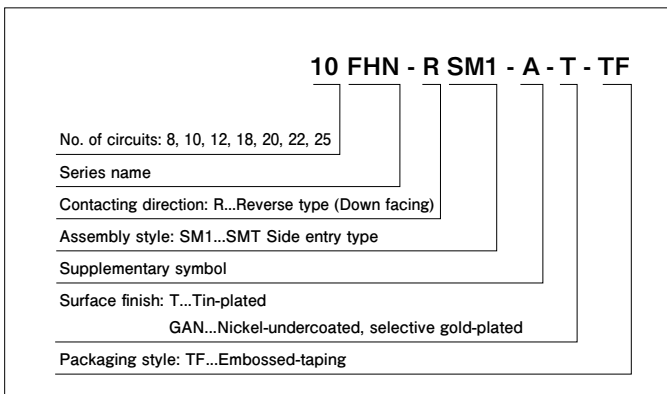 10 FHN - R SM1 - A - T - TF
No. of circuits: 8, 10, 12, 18, 20, 22, 25
Series name
Contacting direction: R...Reverse type (Down facing)
Assembly style: SM1...SMT Side entry type
Supplementary symbol
Surface finish: T...Tin-plated
GAN...Nickel-undercoated, selective gold-plated
Packaging style: TF...Embossed-taping